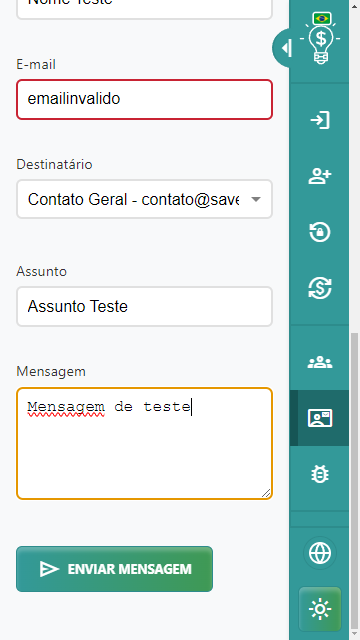 Nome Teste
E-mail
emailinvalido
Destinatário
Contato Geral - contato@save
Assunto
Assunto Teste
Mensagem
Mensagem de teste
ENVIAR MENSAGEM